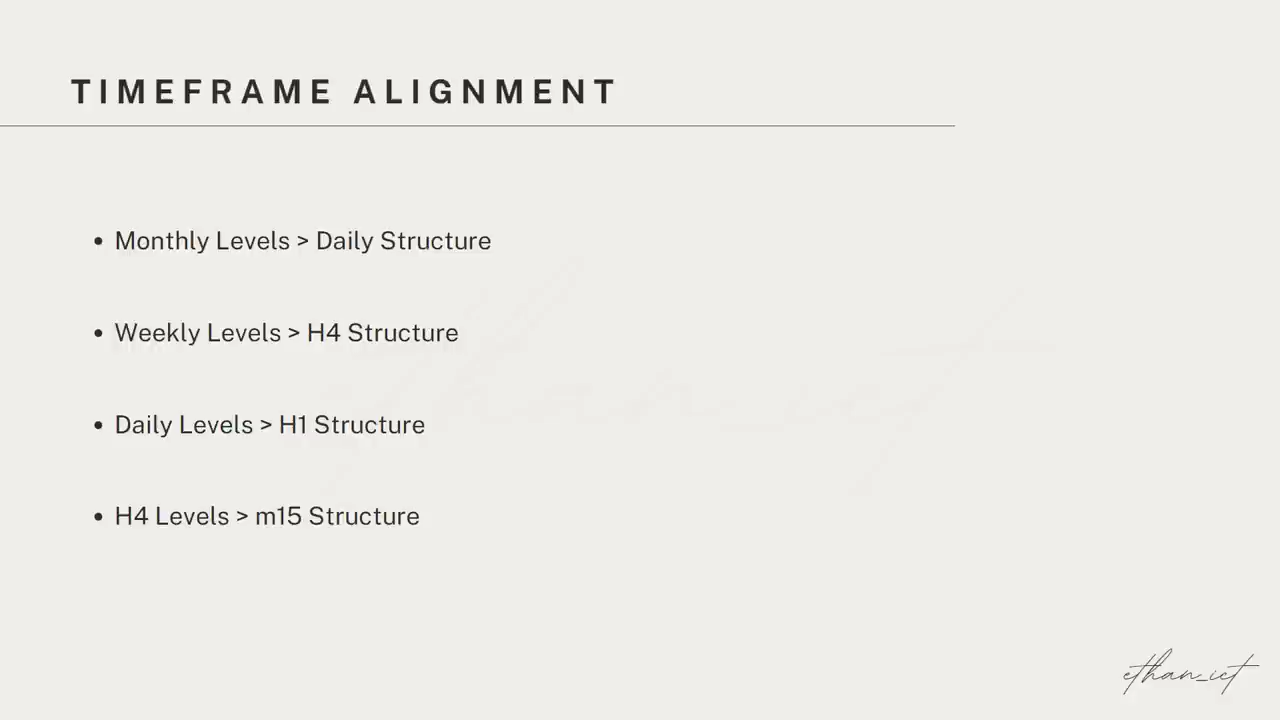 TIMEFRAME ALIGNMENT
• Monthly Levels > Daily Structure
• Weekly Levels > H4 Structure
• Daily Levels > H1 Structure
• H4 Levels > m15 Structure
ethan_ict
ethan_ict